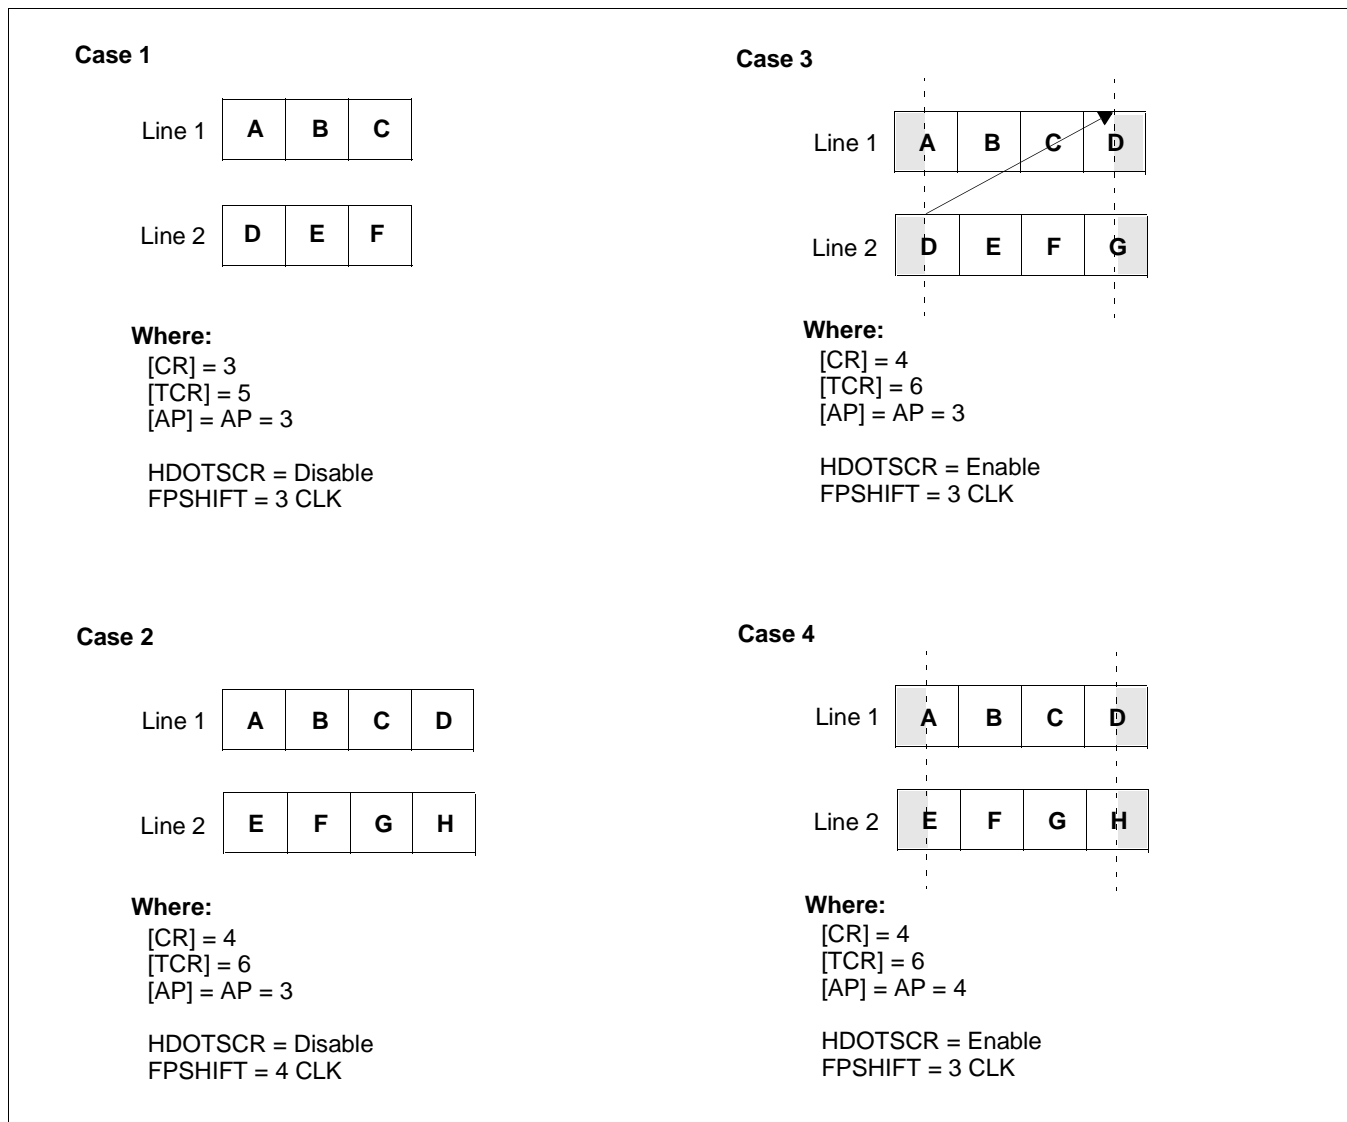 Case 1
Line 1 A B C
Line 2 D E F
Where:
[CR] = 3
[TCR] = 5
[AP] = AP = 3
HDOTSCR = Disable
FPSHIFT = 3 CLK
Case 3
Line 1 A B C D
Line 2 D E F G
Where:
[CR] = 4
[TCR] = 6
[AP] = AP = 3
HDOTSCR = Enable
FPSHIFT = 3 CLK
Case 2
Line 1 A B C D
Line 2 E F G H
Where:
[CR] = 4
[TCR] = 6
[AP] = AP = 3
HDOTSCR = Disable
FPSHIFT = 4 CLK
Case 4
Line 1 A B C D
Line 2 E F G H
Where:
[CR] = 4
[TCR] = 6
[AP] = AP = 4
HDOTSCR = Enable
FPSHIFT = 3 CLK